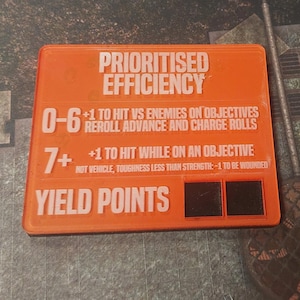 PRIORITISED
EFFICIENCY
0-6 +1 TO HIT VS ENEMIES ON OBJECTIVES
REROLL ADVANCE AND CHARGE ROLLS
7+ +1 TO HIT WHILE ON AN OBJECTIVE
NOT VEHICLE, TOUGHNESS LESS THAN STRENGTH: -1 TO BE WOUNDED
YIELD POINTS